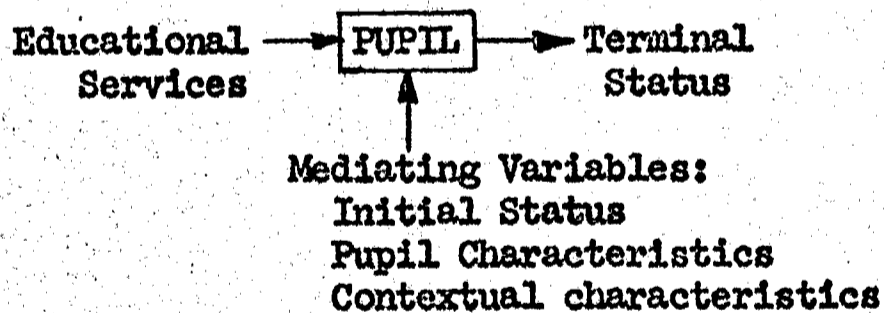 Educational PUPIL Terminal
Services Status
Mediating Variables:
Initial Status
Pupil Characteristics
Contextual characteristics